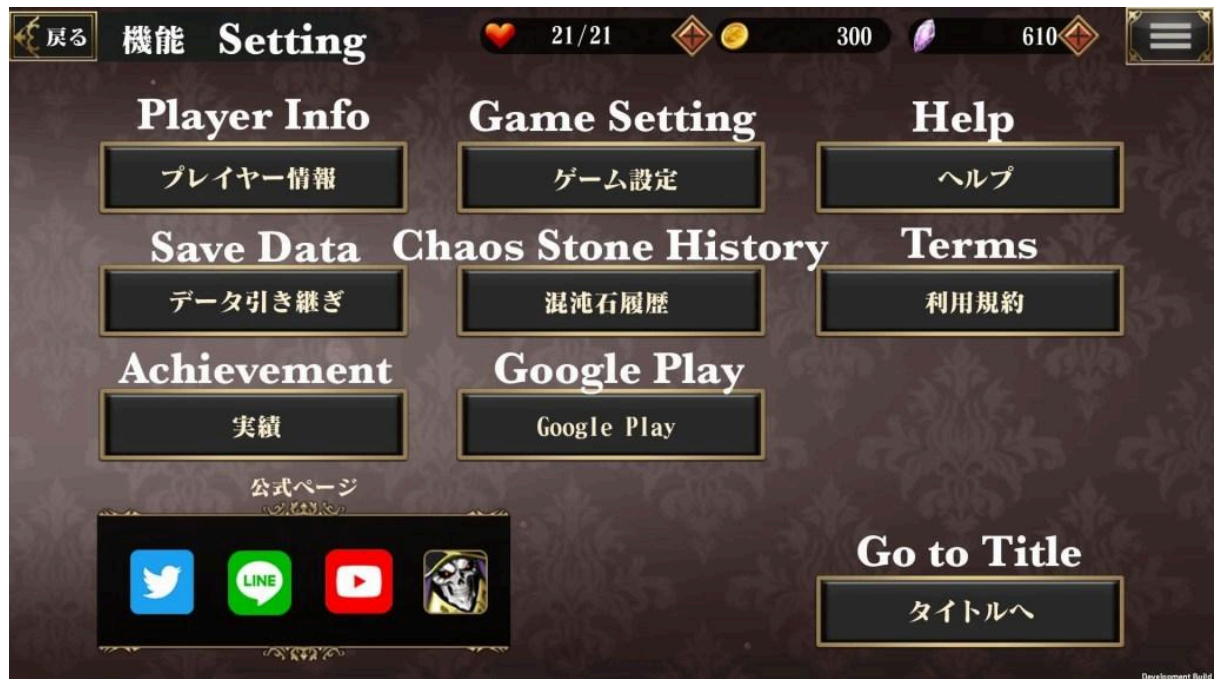 戻る 機能 Setting 21/21 300 610
Player Info Game Setting Help
プレイヤー情報 ゲーム設定 ヘルプ
Save Data Chaos Stone History Terms
データ引き継ぎ 混沌石履歴 利用規約
Achievement Google Play
実績 Google Play
公式ページ
LINE
Go to Title
タイトルへ
Development Build